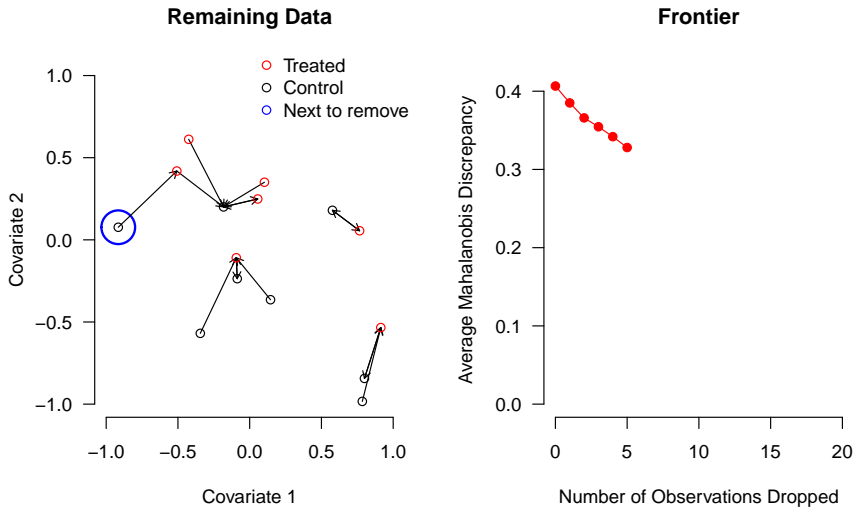 Remaining Data
Treated
Control
Next to remove
1.0
0.5
0.0
−0.5
−1.0
Covariate 2
−1.0 −0.5 0.0 0.5 1.0
Covariate 1
Frontier
0.4
0.3
0.2
0.1
0.0
Average Mahalanobis Discrepancy
0 5 10 15 20
Number of Observations Dropped